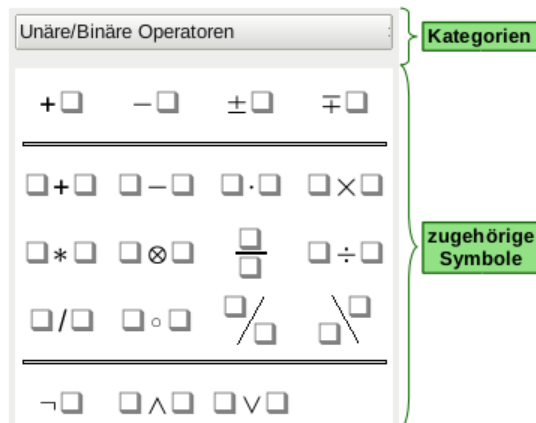 Unäre/Binäre Operatoren
Kategorien
+□ −□ ±□ ∓□
□+□ □−□ □·□ □×□
□∗□ □⊗□ □/□ □÷□
□/□ □∘□ □/□ □\□
zugehörige
Symbole
¬□ □∧□ □∨□